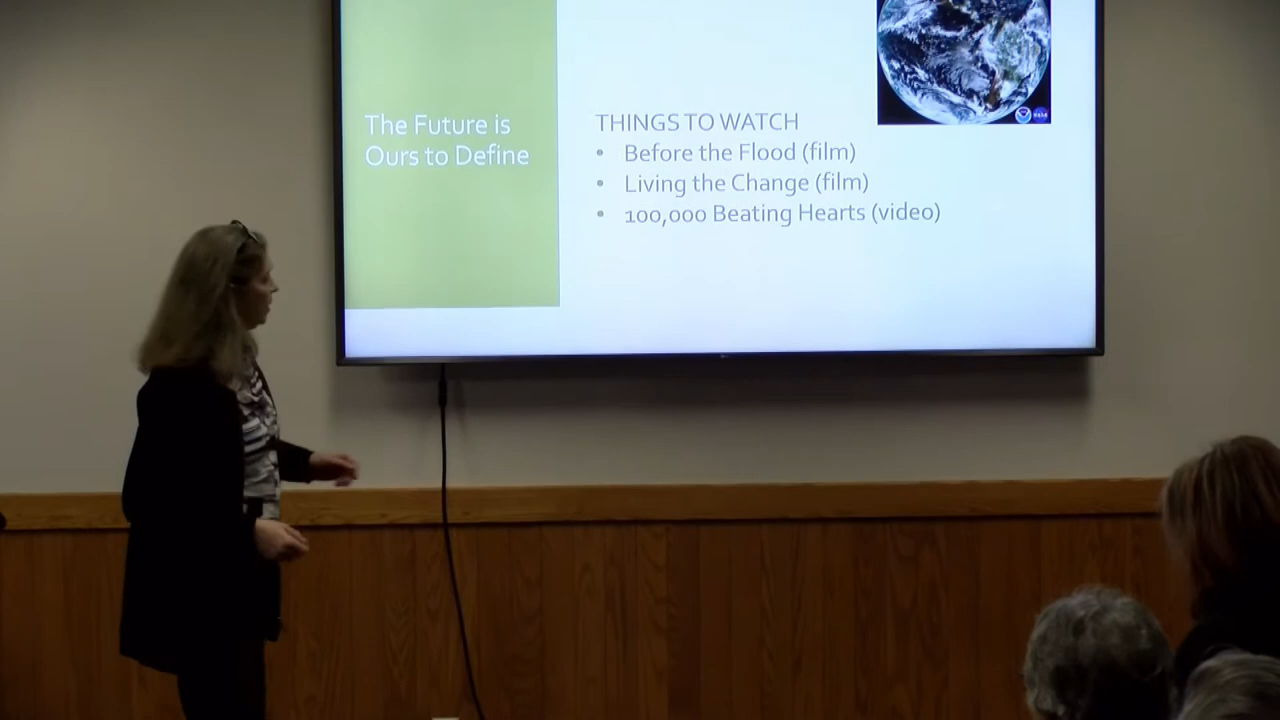 The Future is
Ours to Define
THINGS TO WATCH
• Before the Flood (film)
• Living the Change (film)
• 100,000 Beating Hearts (video)